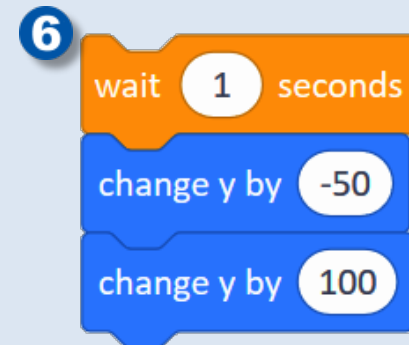 6
wait 1 seconds
change y by -50
change y by 100